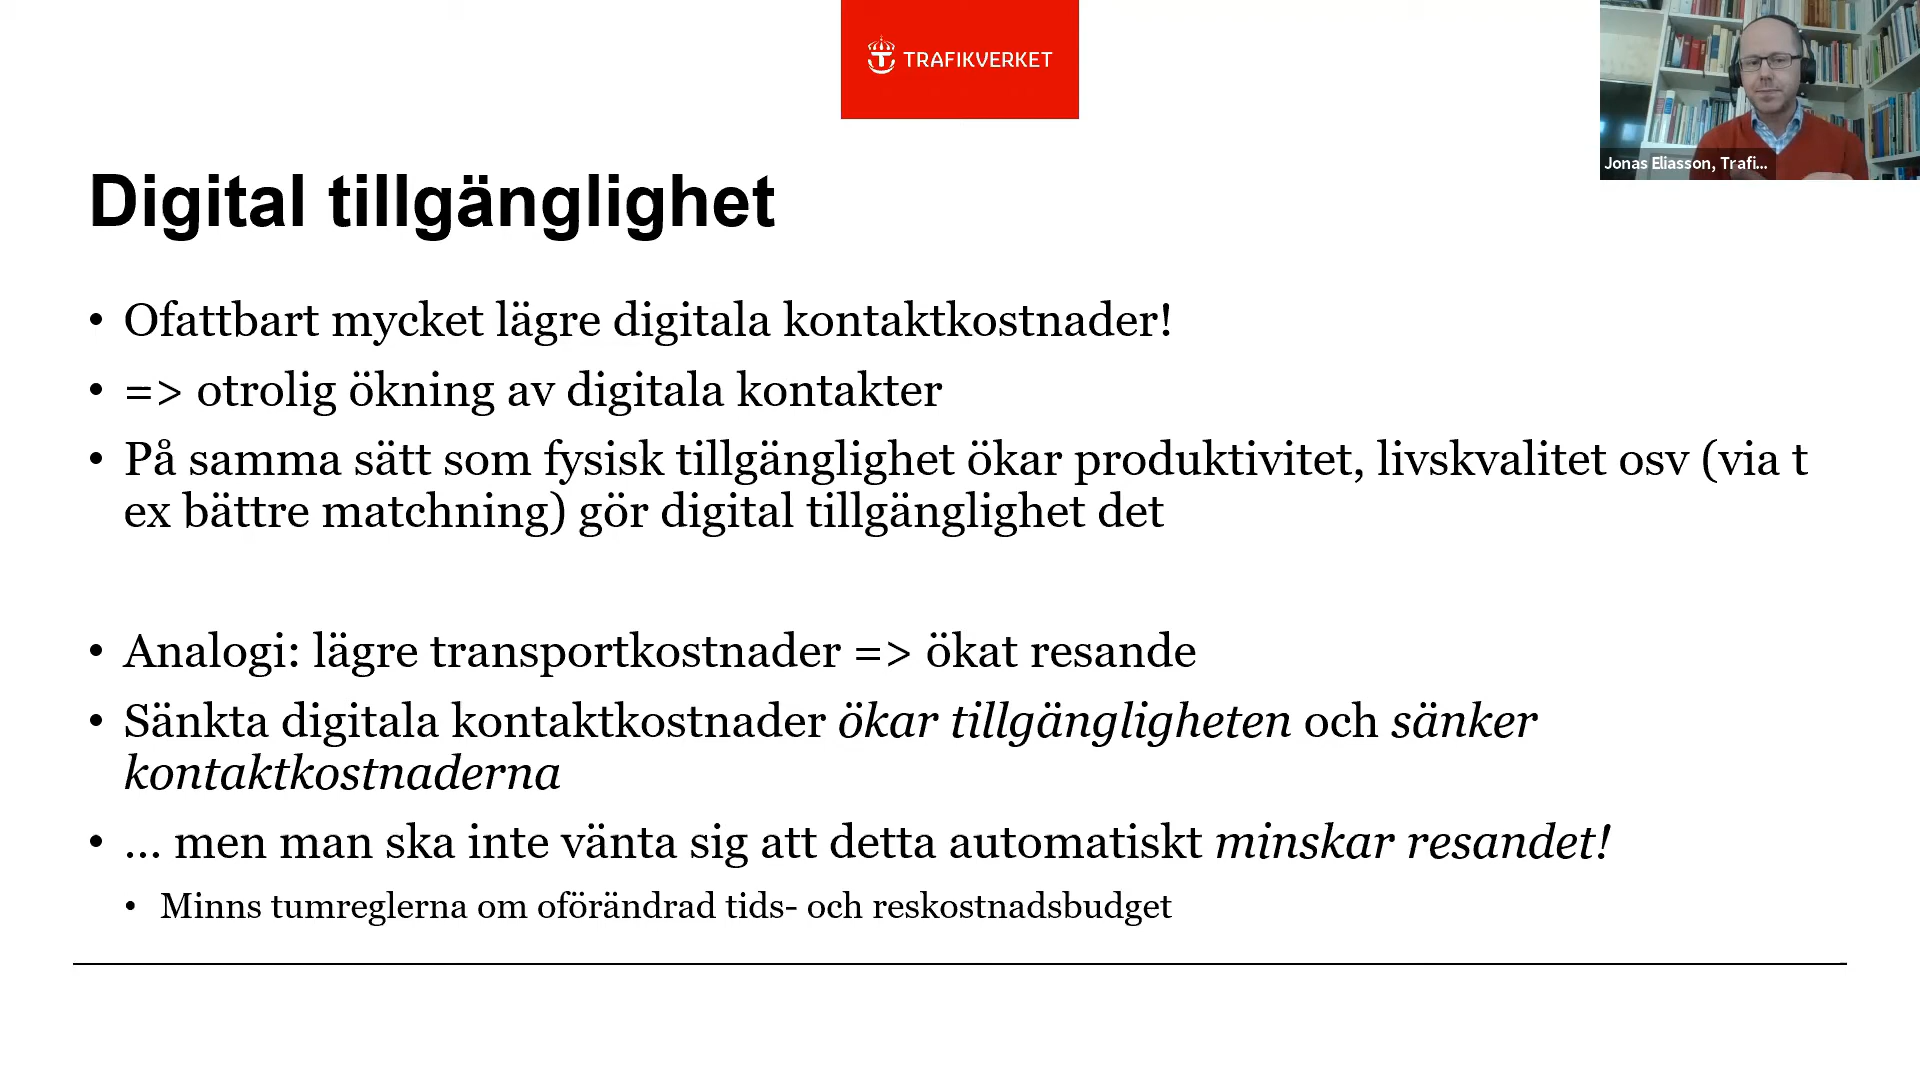 TRAFIKVERKET
Jonas Eliasson, Trafi...
Digital tillgänglighet
• Ofattbart mycket lägre digitala kontaktkostnader!
• => otrolig ökning av digitala kontakter
• På samma sätt som fysisk tillgänglighet ökar produktivitet, livskvalitet osv (via t
ex bättre matchning) gör digital tillgänglighet det
• Analogi: lägre transportkostnader => ökat resande
• Sänkta digitala kontaktkostnader ökar tillgängligheten och sänker
kontaktkostnaderna
• ... men man ska inte vänta sig att detta automatiskt minskar resandet!
• Minns tumreglerna om oförändrad tids- och reskostnadsbudget